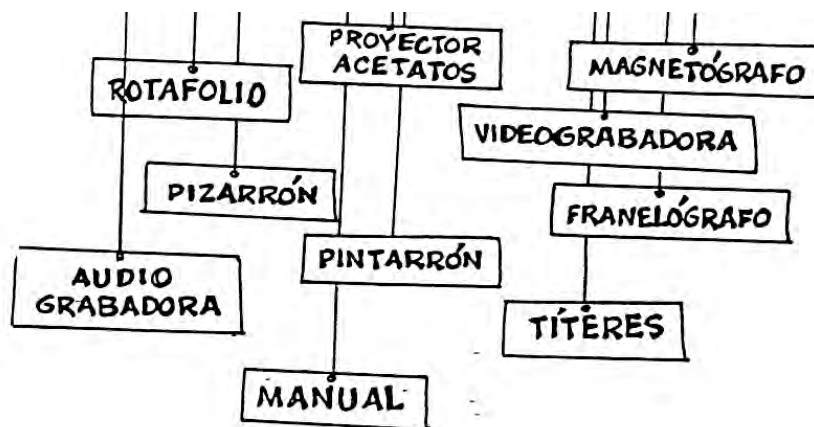 PROYECTOR
ACETATOS
MAGNETÓGRAFO
ROTAFOLIO
VIDEOGRABADORA
PIZARRÓN
FRANELÓGRAFO
PINTARRÓN
AUDIO
GRABADORA
TÍTERES
MANUAL